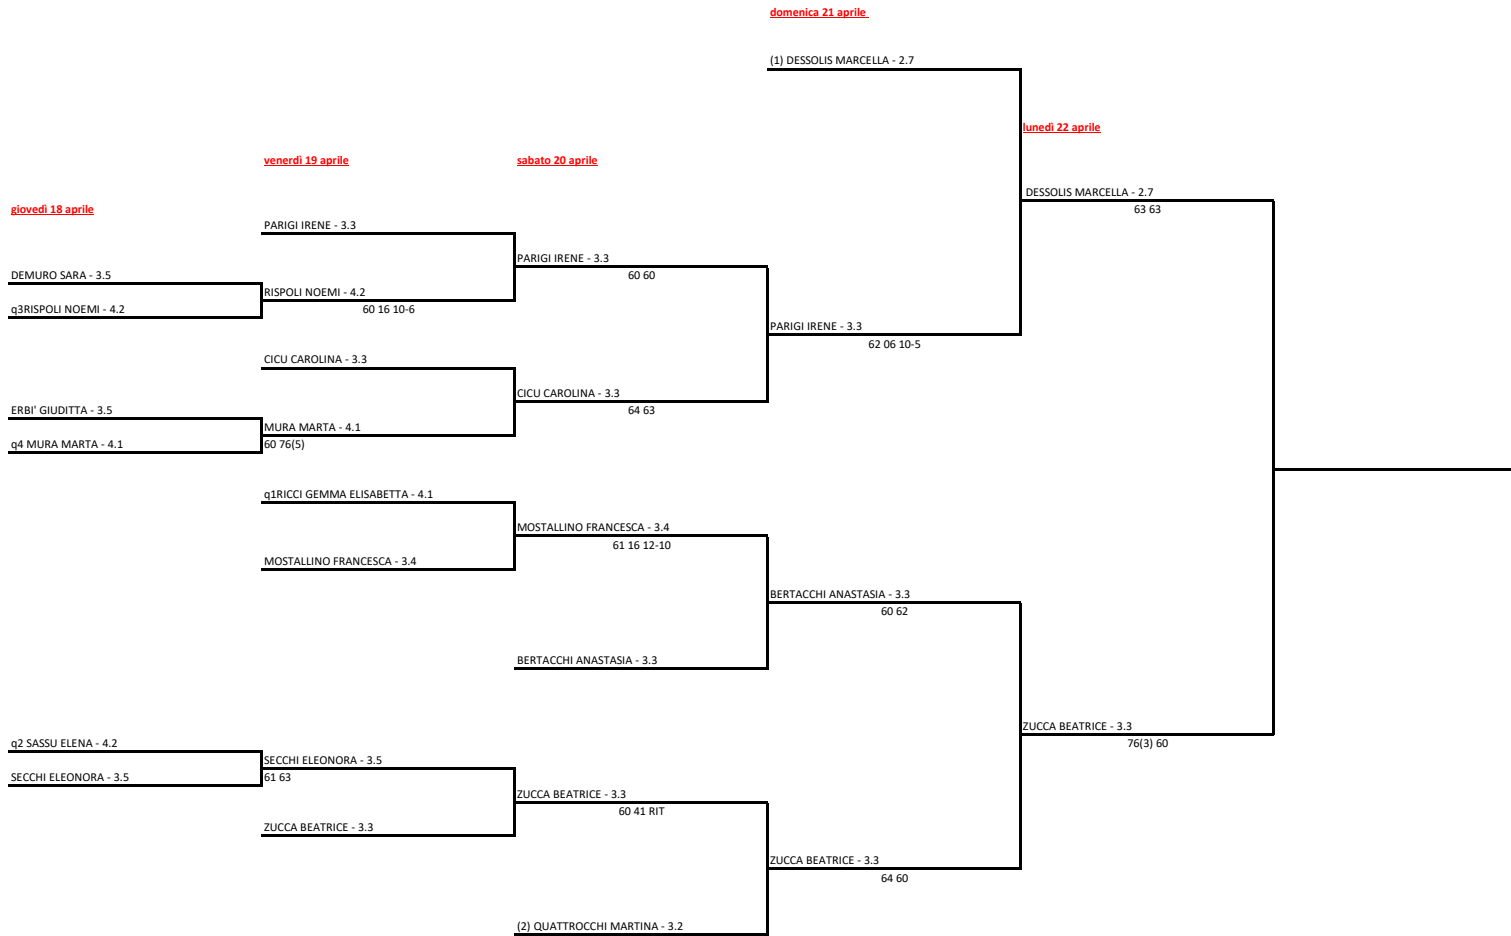 domenica 21 aprile
(1) DESSOLIS MARCELLA - 2.7
lunedì 22 aprile
venerdì 19 aprile
sabato 20 aprile
DESSOLIS MARCELLA - 2.7
63 63
giovedì 18 aprile
PARIGI IRENE - 3.3
PARIGI IRENE - 3.3
60 60
DEMURO SARA - 3.5
RISPOLI NOEMI - 4.2
60 16 10-6
q3RISPOLI NOEMI - 4.2
PARIGI IRENE - 3.3
62 06 10-5
CICU CAROLINA - 3.3
CICU CAROLINA - 3.3
64 63
ERBI' GIUDITTA - 3.5
MURA MARTA - 4.1
60 76(5)
q4 MURA MARTA - 4.1
q1RICCI GEMMA ELISABETTA - 4.1
MOSTALLINO FRANCESCA - 3.4
61 16 12-10
MOSTALLINO FRANCESCA - 3.4
BERTACCHI ANASTASIA - 3.3
60 62
BERTACCHI ANASTASIA - 3.3
ZUCCA BEATRICE - 3.3
76(3) 60
q2 SASSU ELENA - 4.2
SECCHI ELEONORA - 3.5
61 63
SECCHI ELEONORA - 3.5
ZUCCA BEATRICE - 3.3
60 41 RIT
ZUCCA BEATRICE - 3.3
ZUCCA BEATRICE - 3.3
64 60
(2) QUATTROCCHI MARTINA - 3.2